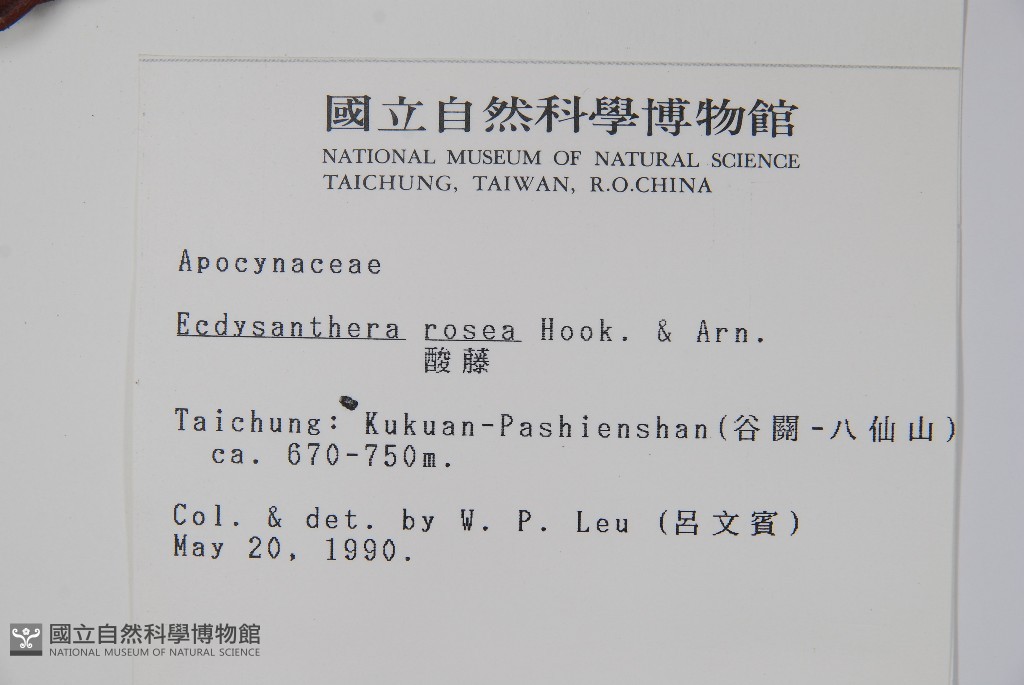 國立自然科學博物館
NATIONAL MUSEUM OF NATURAL SCIENCE
TAICHUNG, TAIWAN, R.O.CHINA
Apocynaceae
Ecdysanthera rosea Hook. & Arn.
酸藤
Taichung: Kukuan-Pashienshan(谷關-八仙山)
ca. 670-750m.
Col. & det. by W. P. Leu (呂文賓)
May 20, 1990.
國立自然科學博物館
NATIONAL MUSEUM OF NATURAL SCIENCE